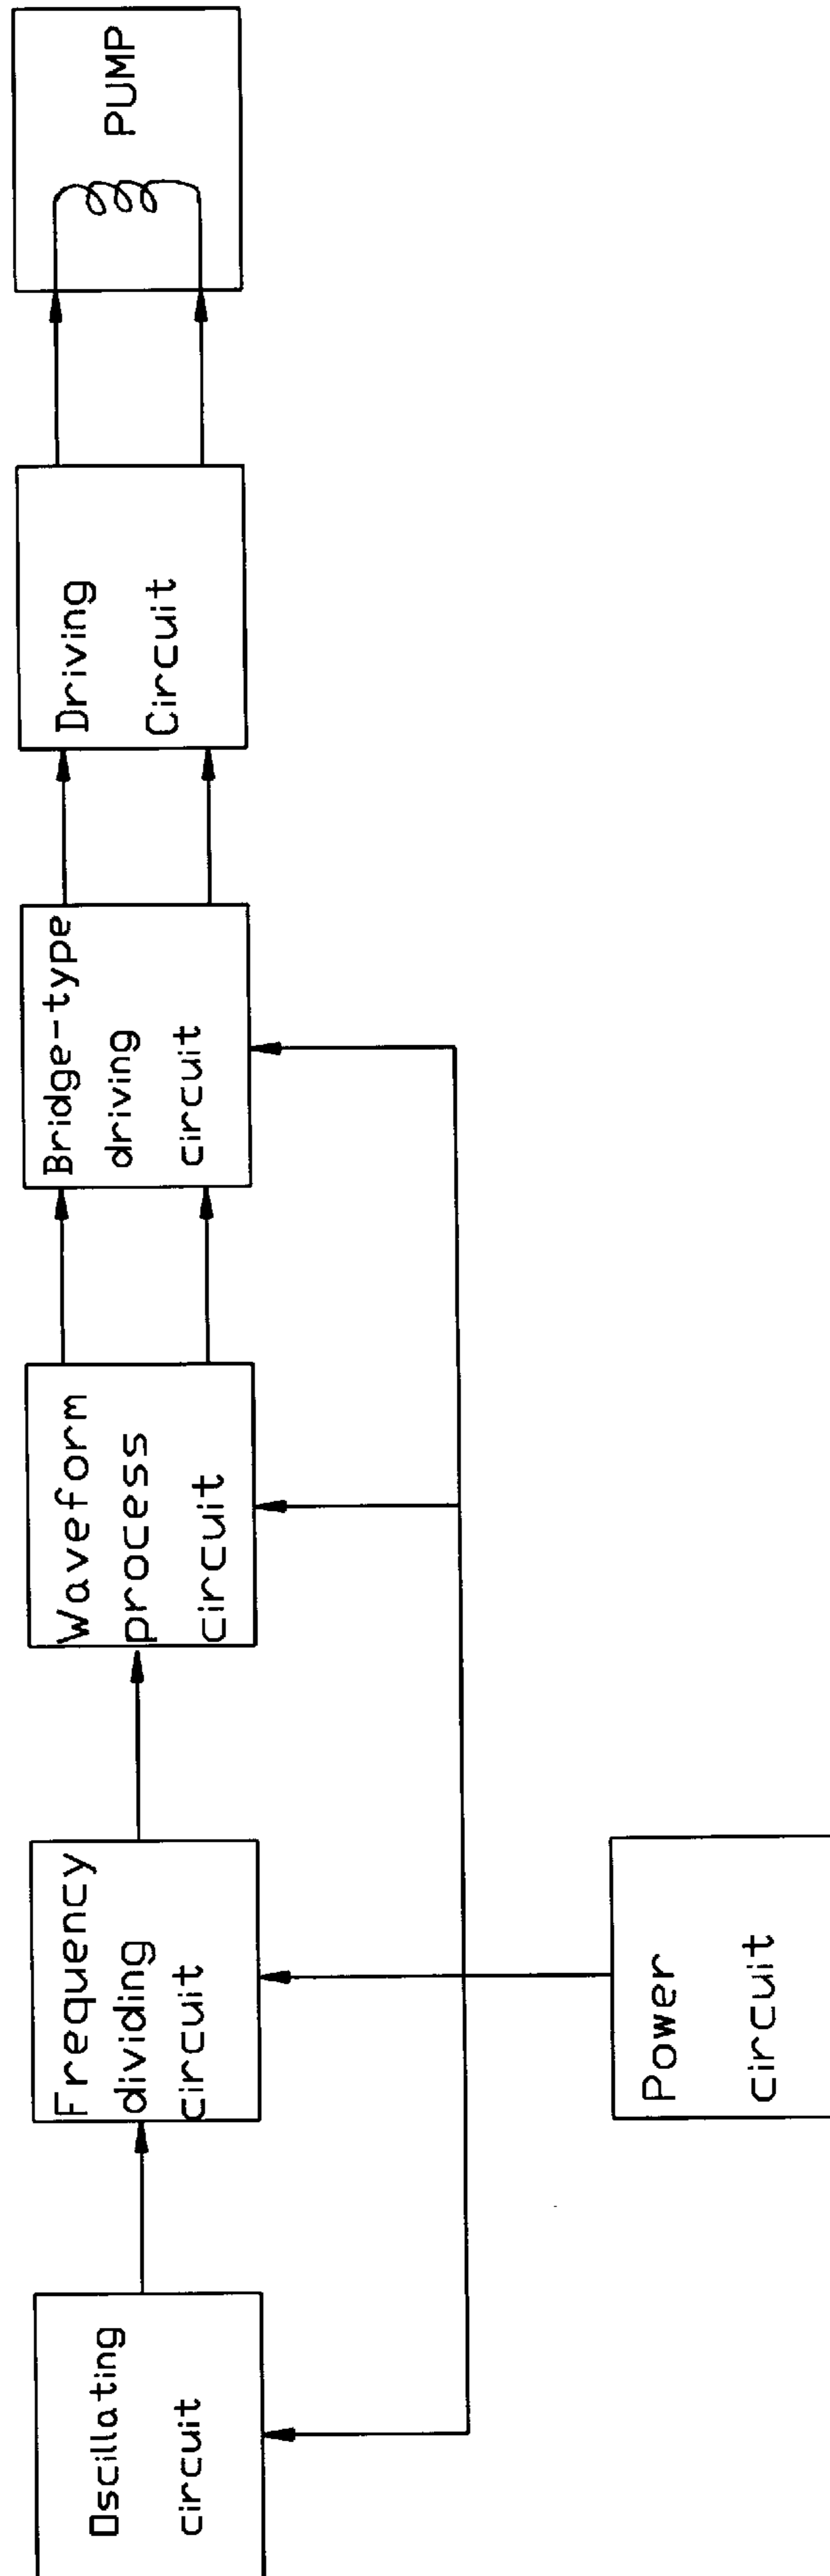 Oscillating
circuit
Frequency
dividing
circuit
Waveform
process
circuit
Bridge-type
driving
circuit
Driving
Circuit
PUMP
Power
circuit